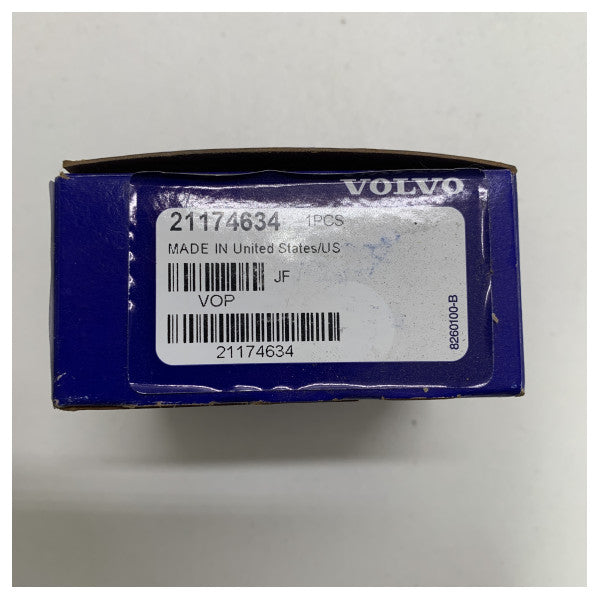 VOLVO
21174634 1PCS
MADE IN United States/US
JF
VOP
21174634
8260100-B